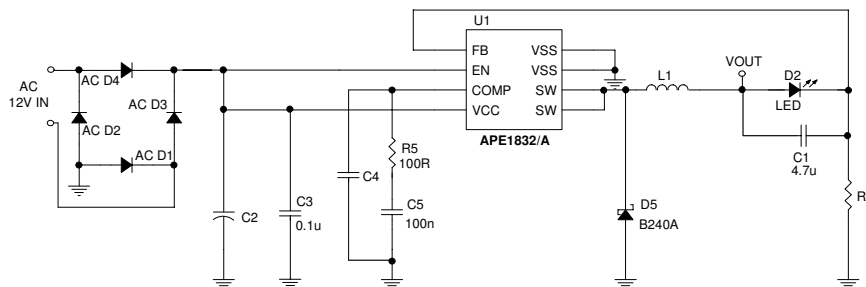 U1
FB
EN
COMP
VCC
VSS
VSS
SW
SW
APE1832/A
AC
12V IN
AC D4
AC D3
AC D2
AC D1
C2
C3
0.1u
C4
R5
100R
C5
100n
L1
VOUT
D2
LED
C1
4.7u
D5
B240A
R